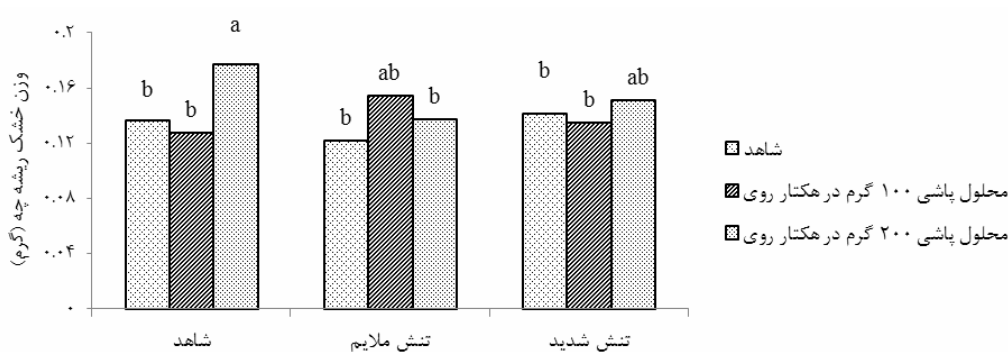 وزن خشک ریشه چه (گرم)
۰.۲
۰.۱۶
۰.۱۲
۰.۰۸
۰.۰۴
۰
b
b
a
b
ab
b
b
b
ab
شاهد
تنش ملایم
تنش شدید
شاهد
محلول پاشی ۱۰۰ گرم در هکتار روی
محلول پاشی ۲۰۰ گرم در هکتار روی